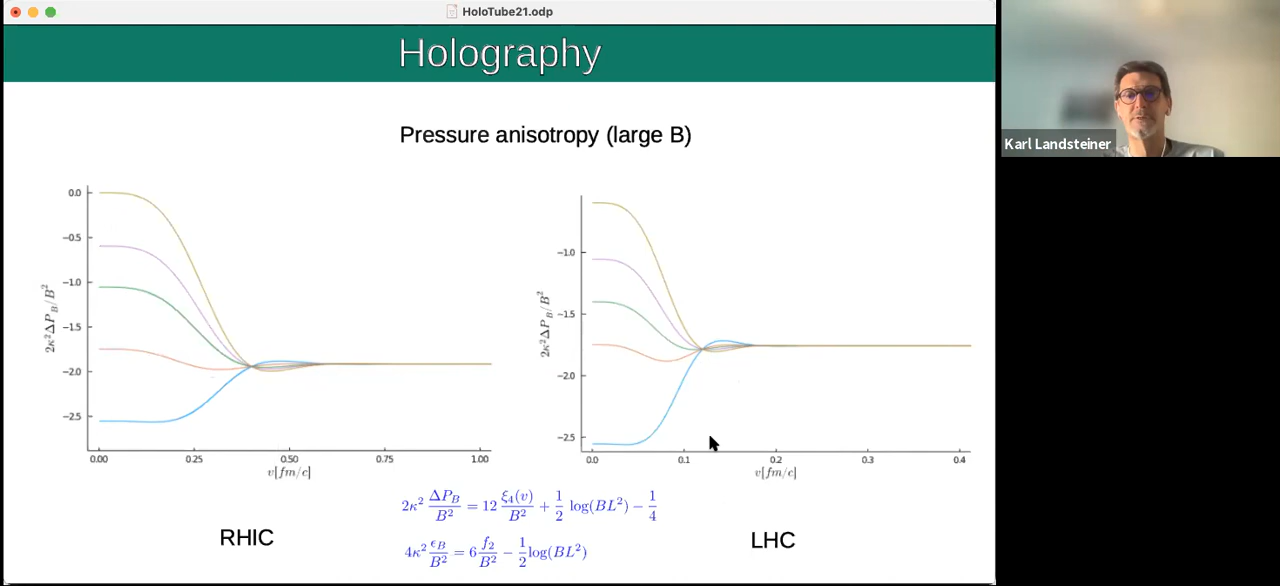 HoloTube21.odp
Holography
Karl Landsteiner
Pressure anisotropy (large B)
2κ²ΔP_B/B²
0.0
−0.5
−1.0
−1.5
−2.0
−2.5
0.00 0.25 0.50 0.75 1.00
v[fm/c]
2κ²ΔP_B/B²
−1.0
−1.5
−2.0
−2.5
0.0 0.1 0.2 0.3 0.4
v[fm/c]
2κ² ΔP_B/B² = 12 ξ₄(v)/B² + 1/2 log(BL²) − 1/4
4κ² ϵ_B/B² = 6 f₂/B² − 1/2 log(BL²)
RHIC
LHC